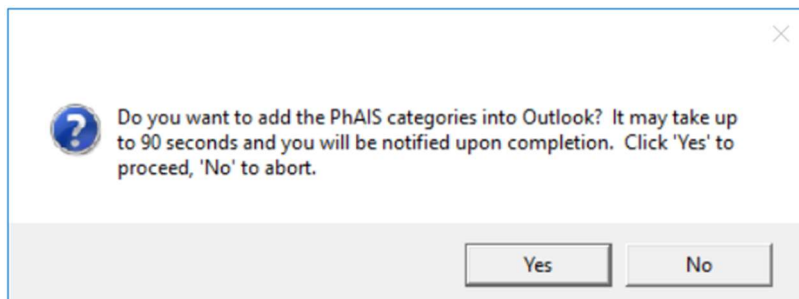 Do you want to add the PhAIS categories into Outlook?  It may take up
to 90 seconds and you will be notified upon completion.  Click 'Yes' to
proceed, 'No' to abort.
Yes
No